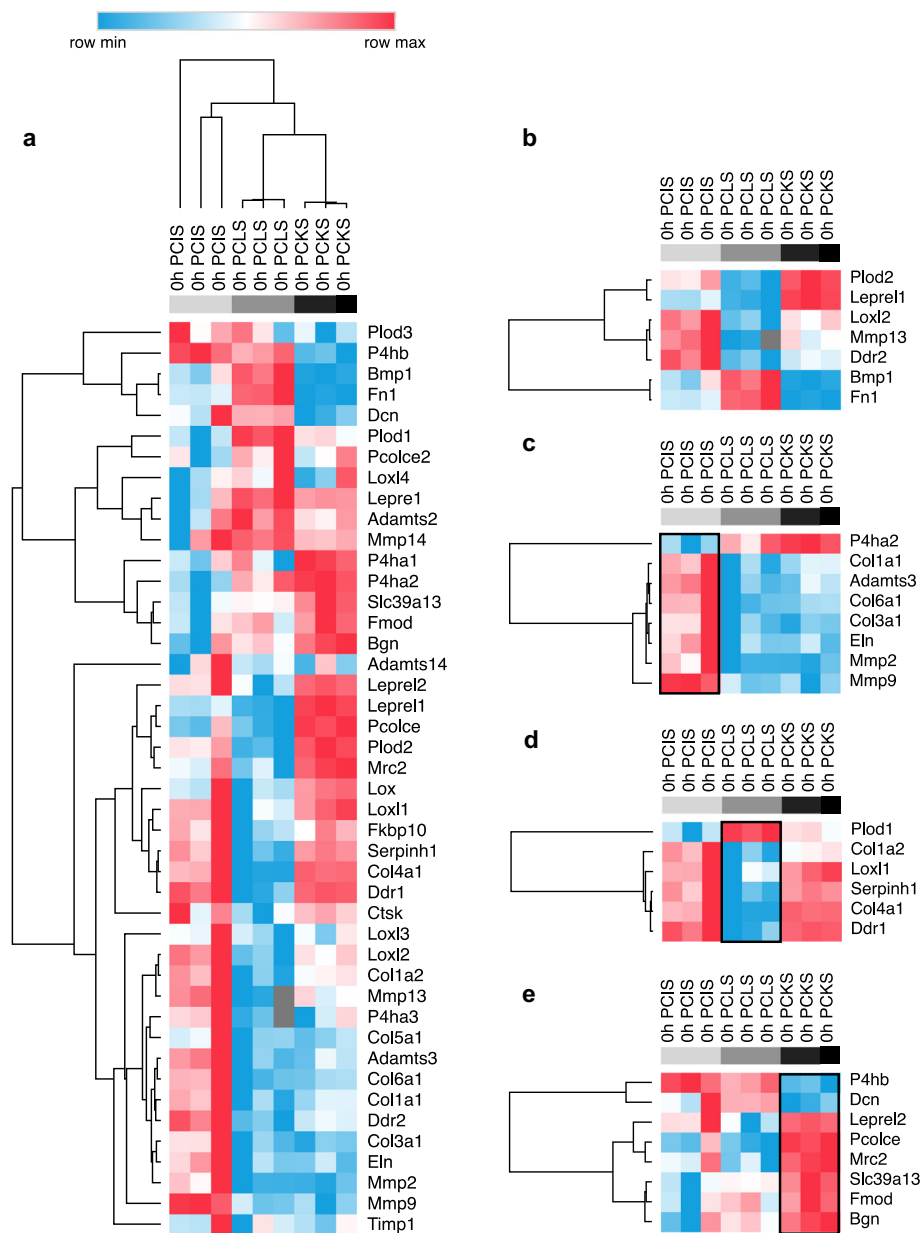 row min row max
a
0h PCIS
0h PCIS
0h PCIS
0h PCLS
0h PCLS
0h PCLS
0h PCKS
0h PCKS
0h PCKS
Plod3
P4hb
Bmp1
Fn1
Dcn
Plod1
Pcolce2
Loxl4
Lepre1
Adamts2
Mmp14
P4ha1
P4ha2
Slc39a13
Fmod
Bgn
Adamts14
Leprel2
Leprel1
Pcolce
Plod2
Mrc2
Lox
Loxl1
Fkbp10
Serpinh1
Col4a1
Ddr1
Ctsk
Loxl3
Loxl2
Col1a2
Mmp13
P4ha3
Col5a1
Adamts3
Col6a1
Col1a1
Ddr2
Col3a1
Eln
Mmp2
Mmp9
Timp1
b
0h PCIS
0h PCIS
0h PCIS
0h PCLS
0h PCLS
0h PCLS
0h PCKS
0h PCKS
0h PCKS
Plod2
Leprel1
Loxl2
Mmp13
Ddr2
Bmp1
Fn1
c
0h PCIS
0h PCIS
0h PCIS
0h PCLS
0h PCLS
0h PCLS
0h PCKS
0h PCKS
0h PCKS
P4ha2
Col1a1
Adamts3
Col6a1
Col3a1
Eln
Mmp2
Mmp9
d
0h PCIS
0h PCIS
0h PCIS
0h PCLS
0h PCLS
0h PCLS
0h PCKS
0h PCKS
0h PCKS
Plod1
Col1a2
Loxl1
Serpinh1
Col4a1
Ddr1
e
0h PCIS
0h PCIS
0h PCIS
0h PCLS
0h PCLS
0h PCLS
0h PCKS
0h PCKS
0h PCKS
P4hb
Dcn
Leprel2
Pcolce
Mrc2
Slc39a13
Fmod
Bgn